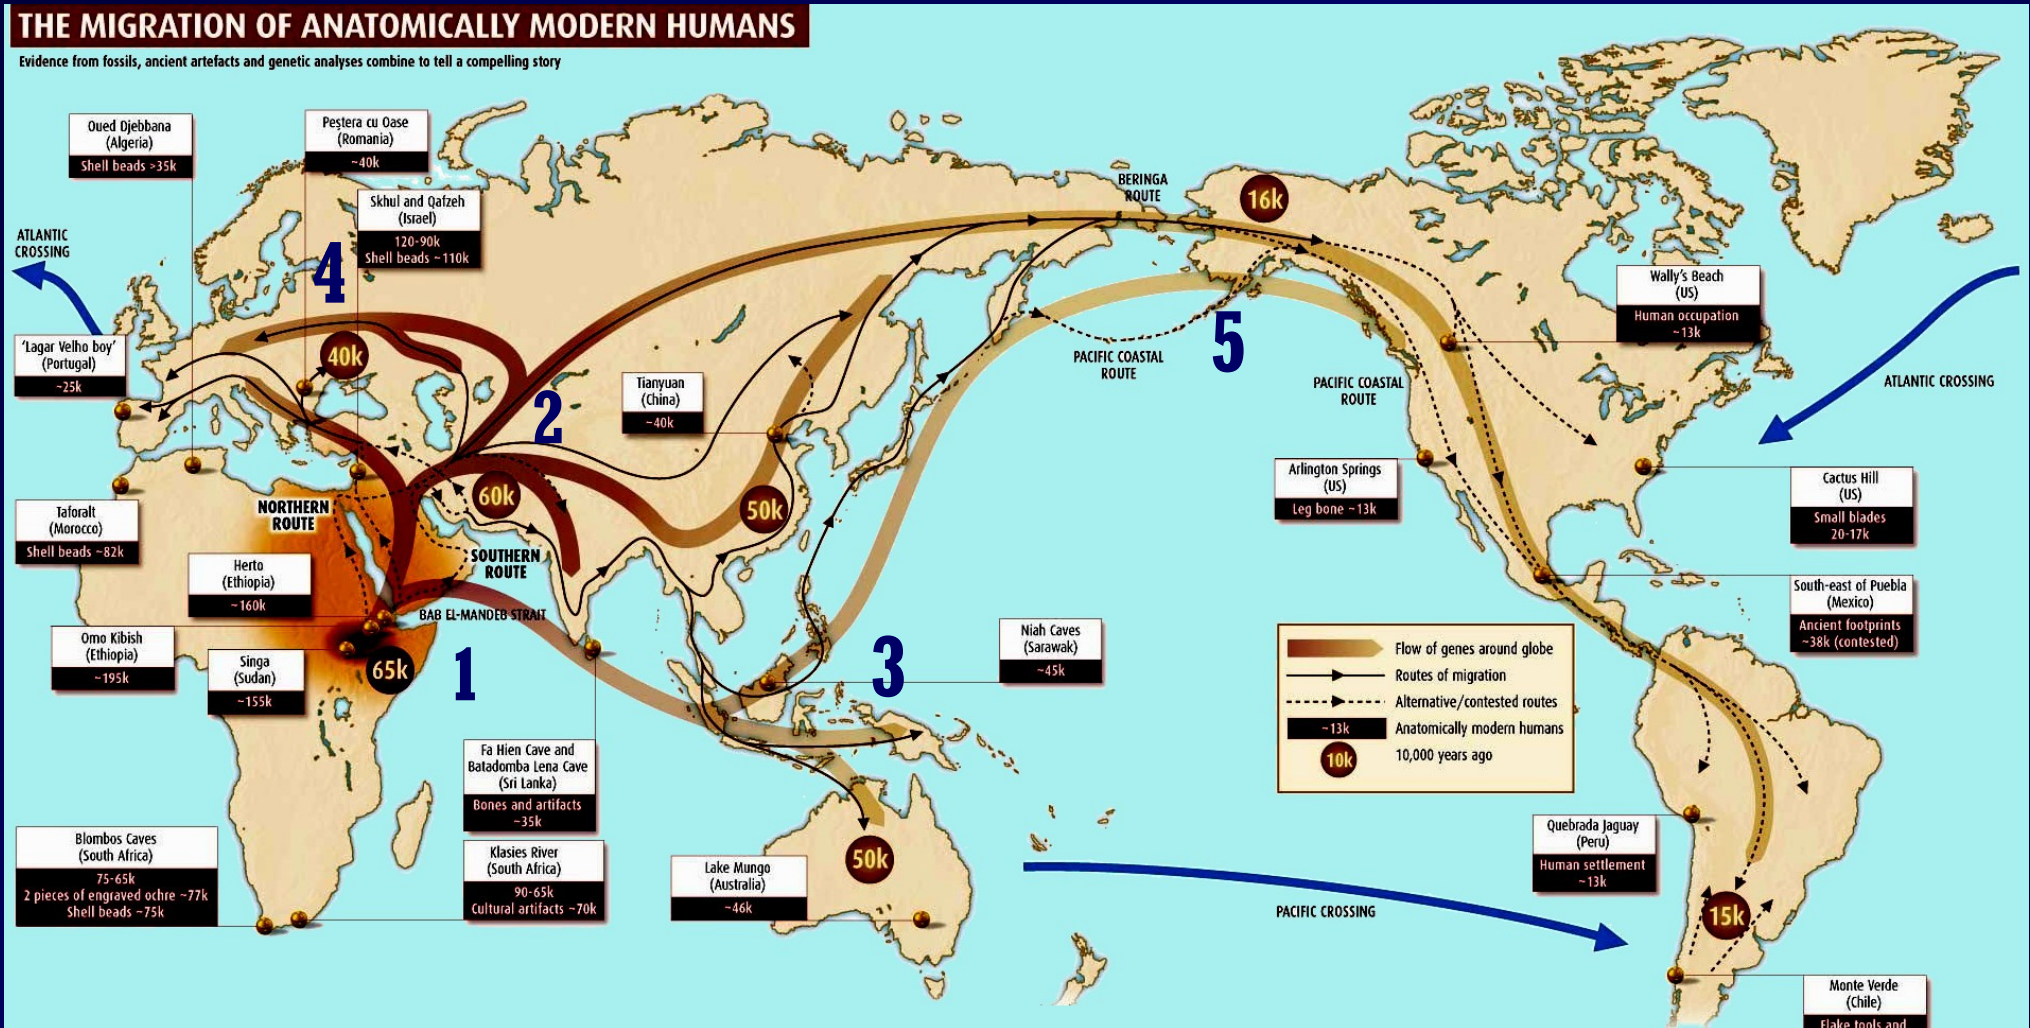 THE MIGRATION OF ANATOMICALLY MODERN HUMANS
Evidence from fossils, ancient artefacts and genetic analyses combine to tell a compelling story
Oued Djebbana
(Algeria)
Shell beads >35k
Peştera cu Oase
(Romania)
~40k
Skhul and Qafzeh
(Israel)
120-90k
Shell beads ~110k
ATLANTIC
CROSSING
4
'Lagar Velho boy'
(Portugal)
~25k
40k
2
Tianyuan
(China)
~40k
BERINGA
ROUTE
16k
Wally's Beach
(US)
Human occupation
~13k
5
PACIFIC COASTAL
ROUTE
PACIFIC COASTAL
ROUTE
ATLANTIC CROSSING
Taforalt
(Morocco)
Shell beads ~82k
NORTHERN
ROUTE
60k
50k
SOUTHERN
ROUTE
Arlington Springs
(US)
Leg bone ~13k
Cactus Hill
(US)
Small blades
20-17k
Herto
(Ethiopia)
~160k
BAB EL-MANDEB STRAIT
South-east of Puebla
(Mexico)
Ancient footprints
~38k (contested)
Omo Kibish
(Ethiopia)
~195k
Singa
(Sudan)
~155k
65k
1
3
Niah Caves
(Sarawak)
~45k
Flow of genes around globe
Routes of migration
Alternative/contested routes
~13k
Anatomically modern humans
10k
10,000 years ago
Fa Hien Cave and
Batadomba Lena Cave
(Sri Lanka)
Bones and artifacts
~35k
Blombos Caves
(South Africa)
75-65k
2 pieces of engraved ochre ~77k
Shell beads ~75k
Klasies River
(South Africa)
90-65k
Cultural artifacts ~70k
Lake Mungo
(Australia)
~46k
50k
PACIFIC CROSSING
Quebrada Jaguay
(Peru)
Human settlement
~13k
15k
Monte Verde
(Chile)
Flake tools and